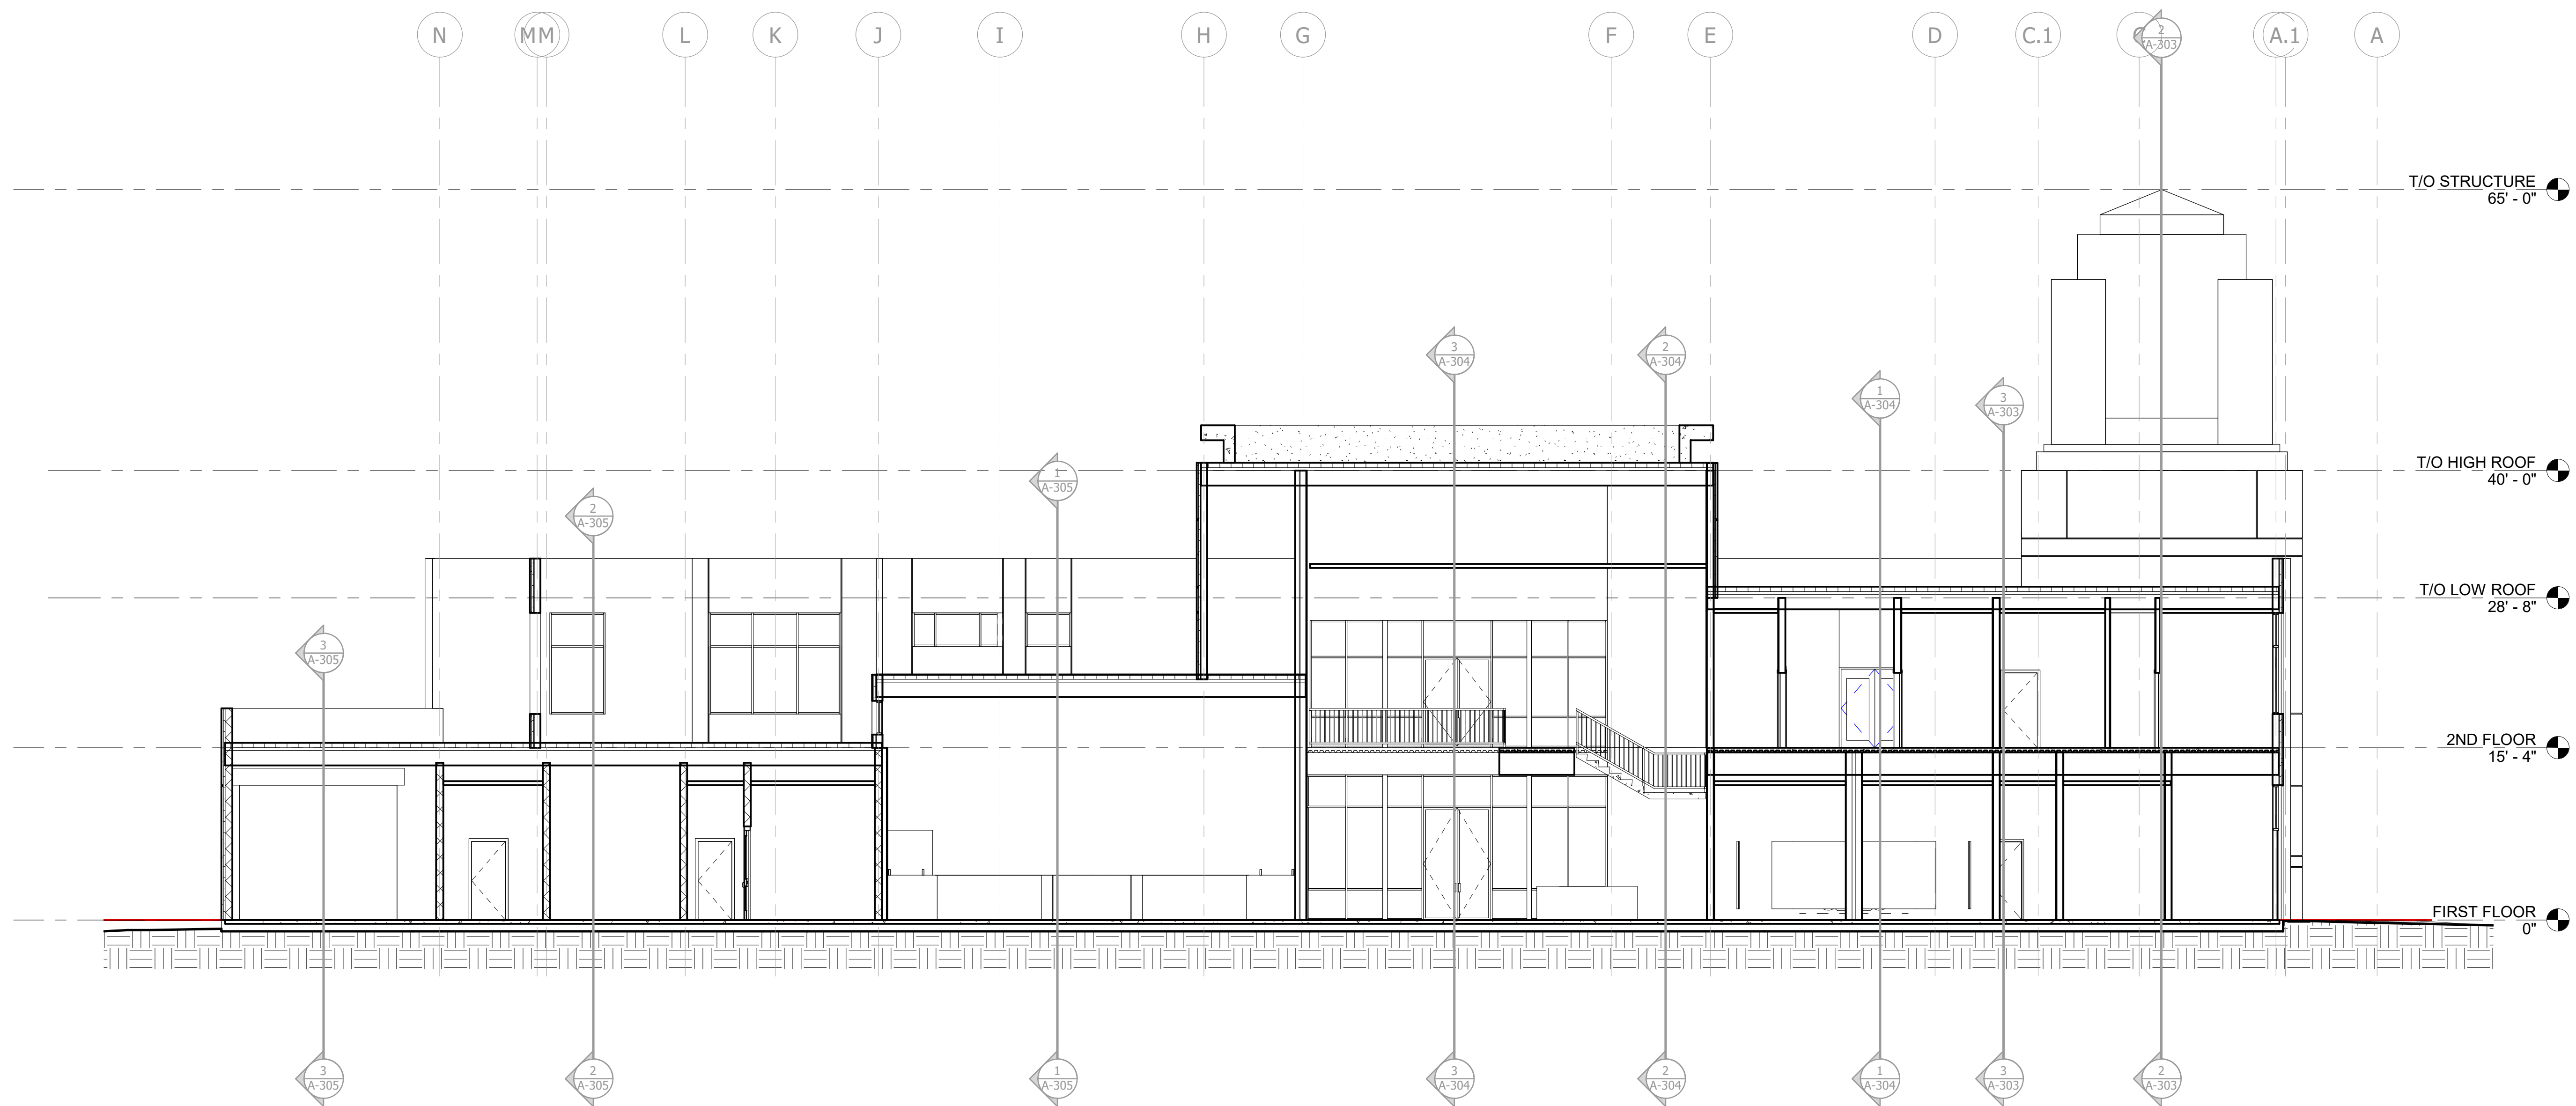 N
M
M
L
K
J
I
H
G
F
E
D
C.1
2
A-303
A.1
A
T/O STRUCTURE
65' - 0"
3
A-304
2
A-304
1
A-304
3
A-303
T/O HIGH ROOF
40' - 0"
1
A-305
2
A-305
T/O LOW ROOF
28' - 8"
3
A-305
2ND FLOOR
15' - 4"
FIRST FLOOR
0"
3
A-305
2
A-305
1
A-305
3
A-304
2
A-304
1
A-304
3
A-303
2
A-303